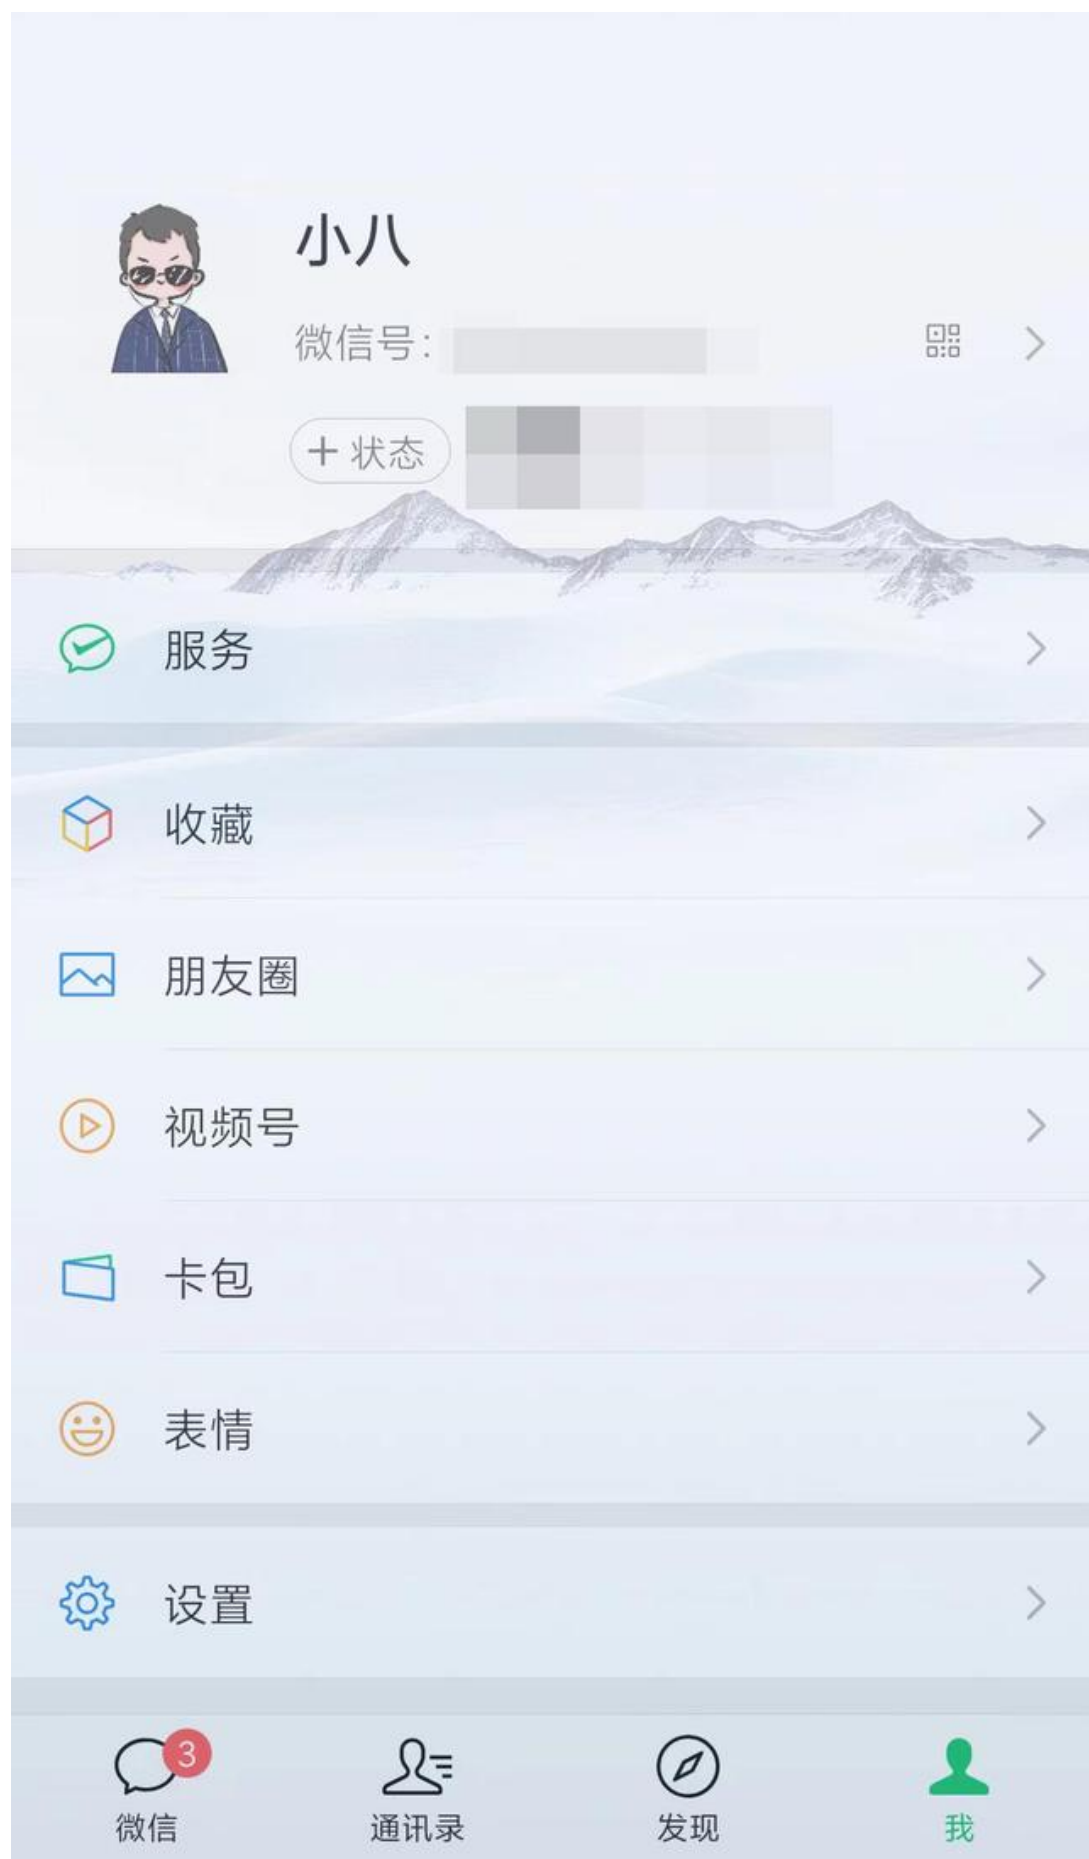 小八
微信号:
+ 状态
服务
收藏
朋友圈
视频号
卡包
表情
设置
3
微信
通讯录
发现
我